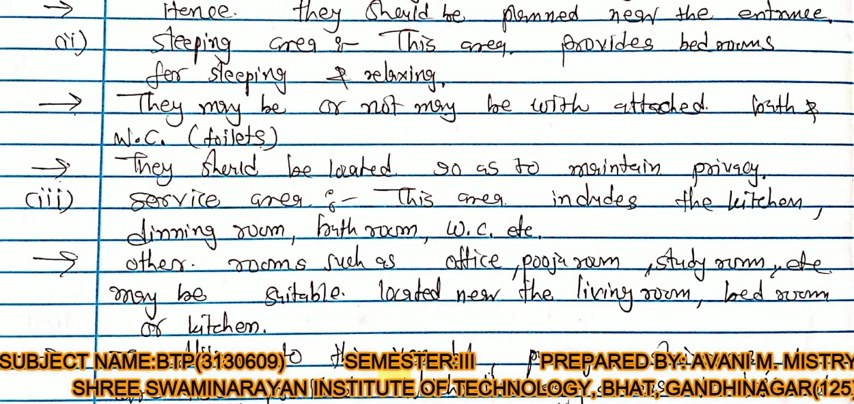 → Hence. they should be planned near the entrance.
(ii) sleeping area :- This area. provides bed rooms
for sleeping & relaxing.
→ They may be or not may be with attached. bath &
W.C. (toilets)
→ They should be located so as to maintain privacy.
(iii) service area :- This area includes the kitchen,
dinning room, bath room, W.C. etc.
→ other. rooms such as office, pooja room, study room, etc
may be suitable. located near the living room, bed room
or kitchen.
to this
SUBJECT NAME:BTP(3130609) SEMESTER:III PREPARED BY: AVANI M. MISTRY
SHREE SWAMINARAYAN INSTITUTE OF TECHNOLOGY, BHAT, GANDHINAGAR(125)